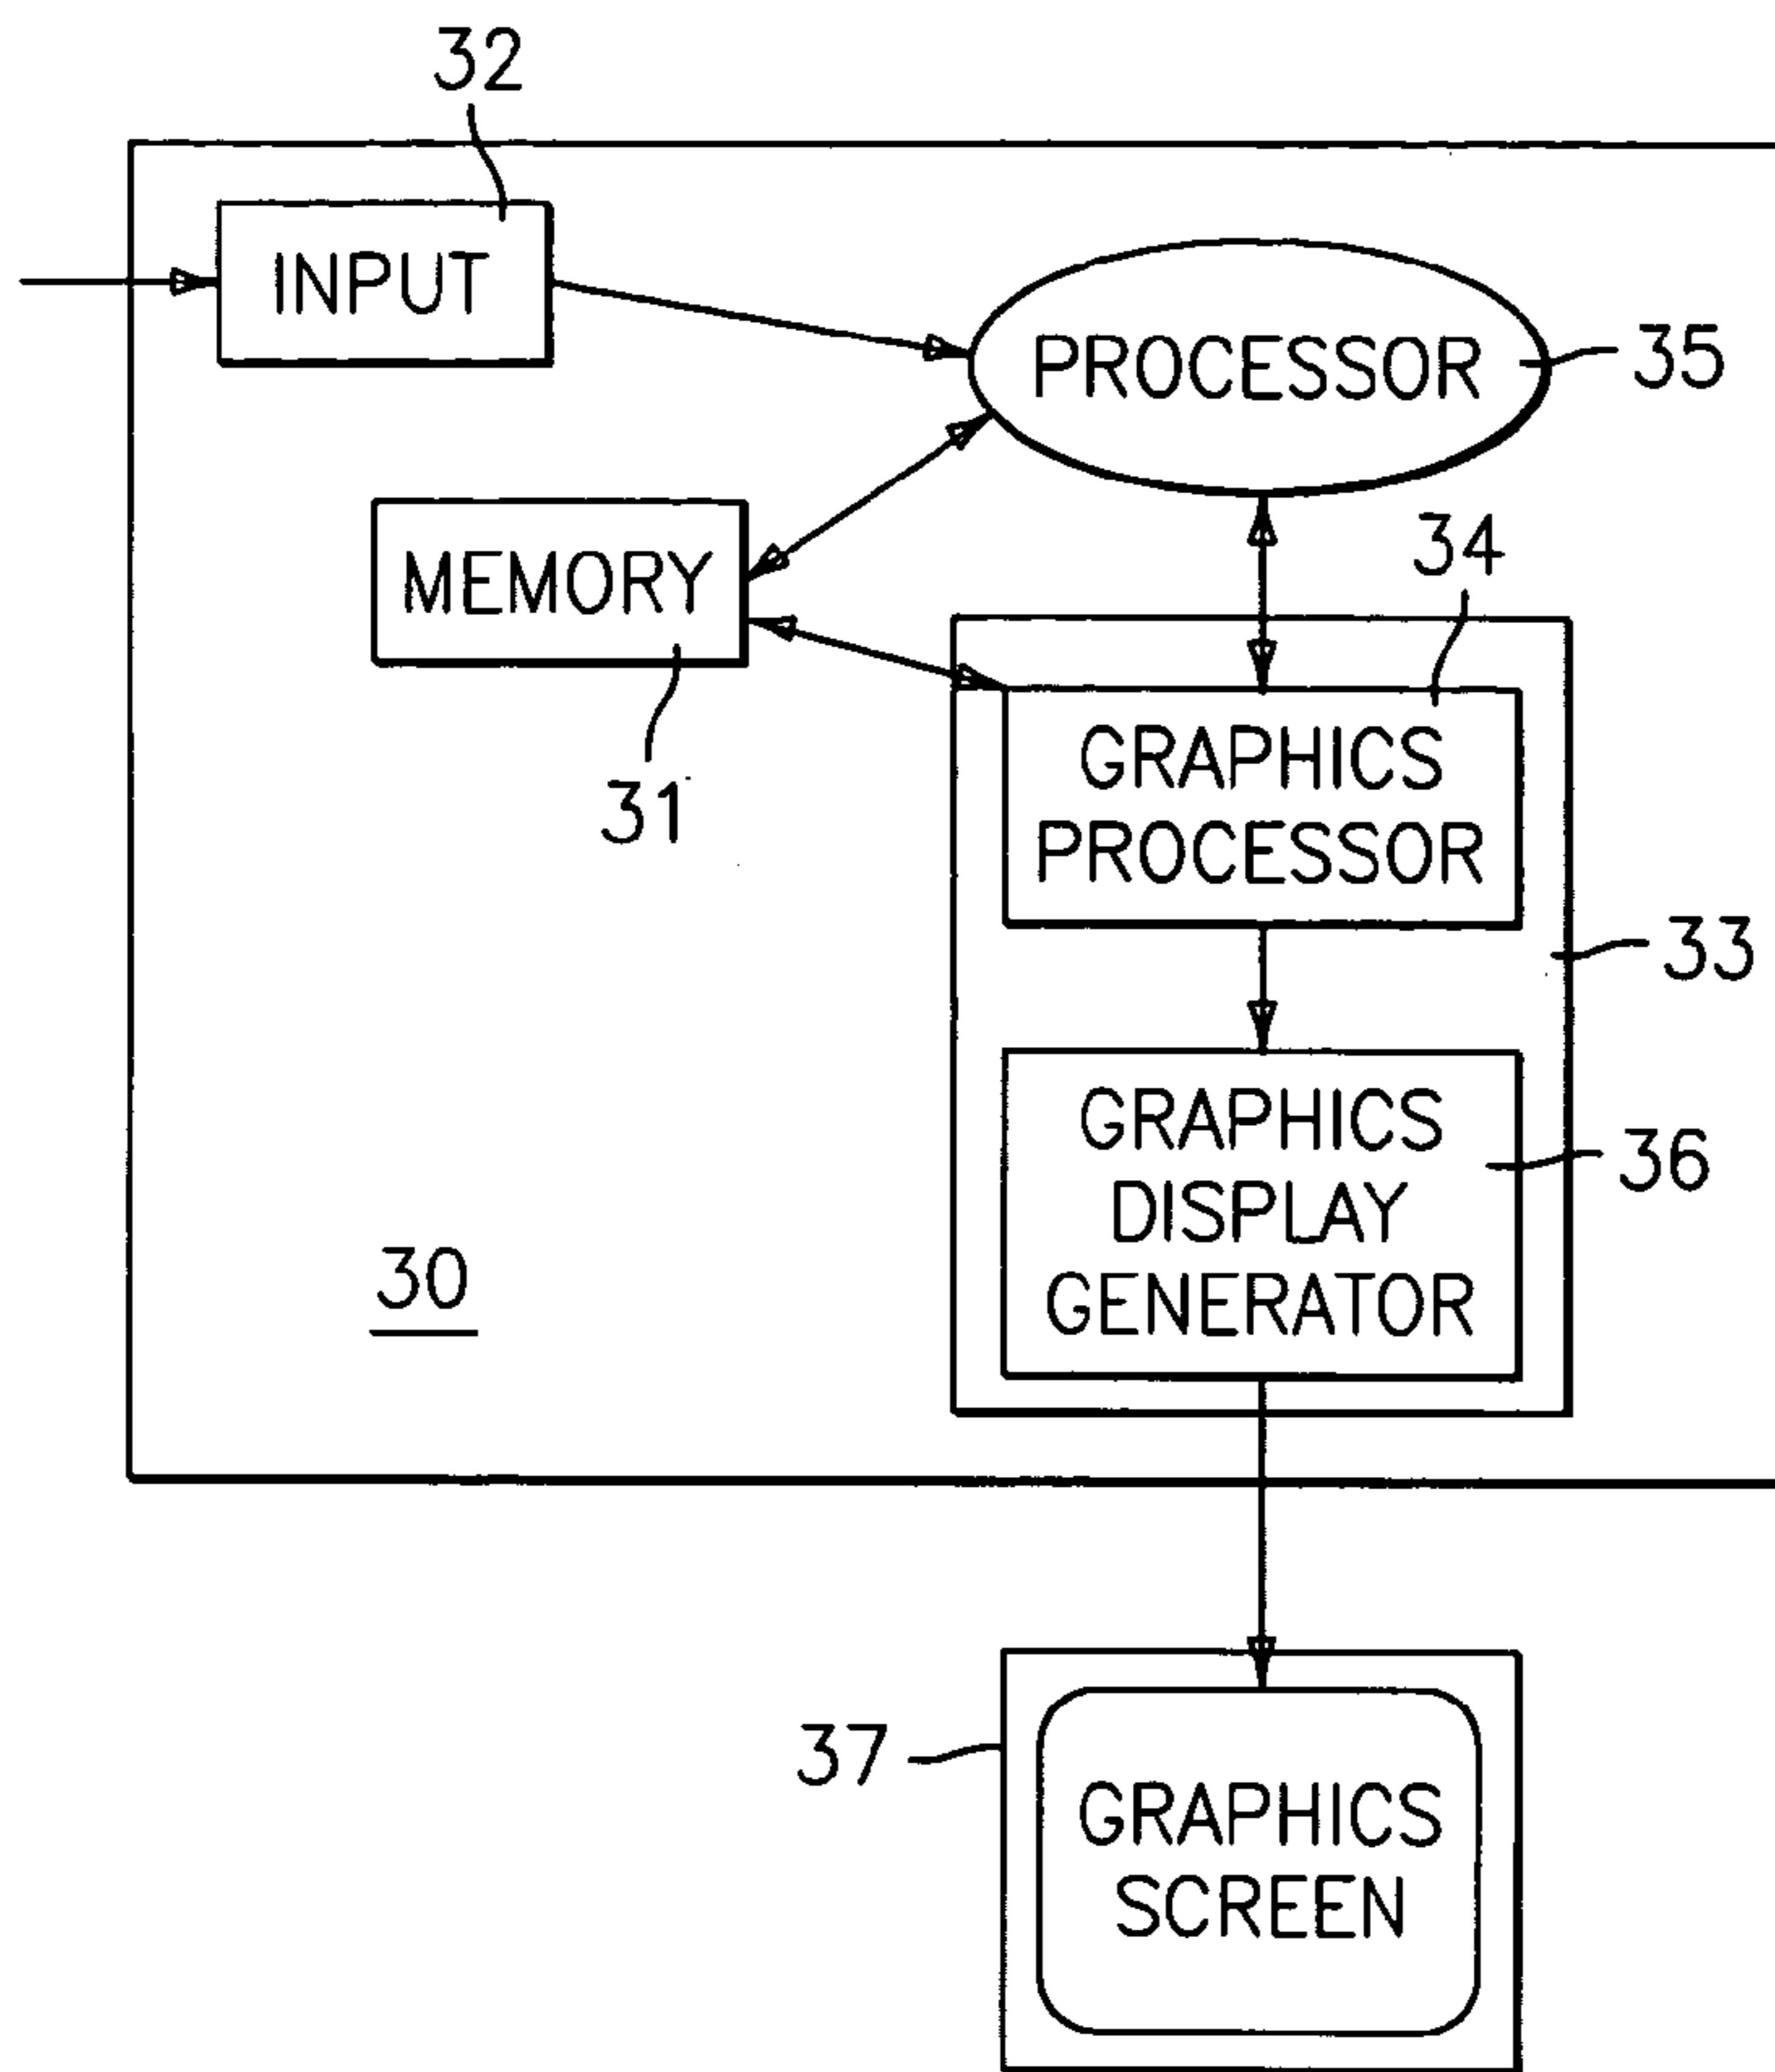 32
INPUT
PROCESSOR
35
MEMORY
34
31
GRAPHICS
PROCESSOR
33
GRAPHICS
DISPLAY
GENERATOR
36
30
37
GRAPHICS
SCREEN